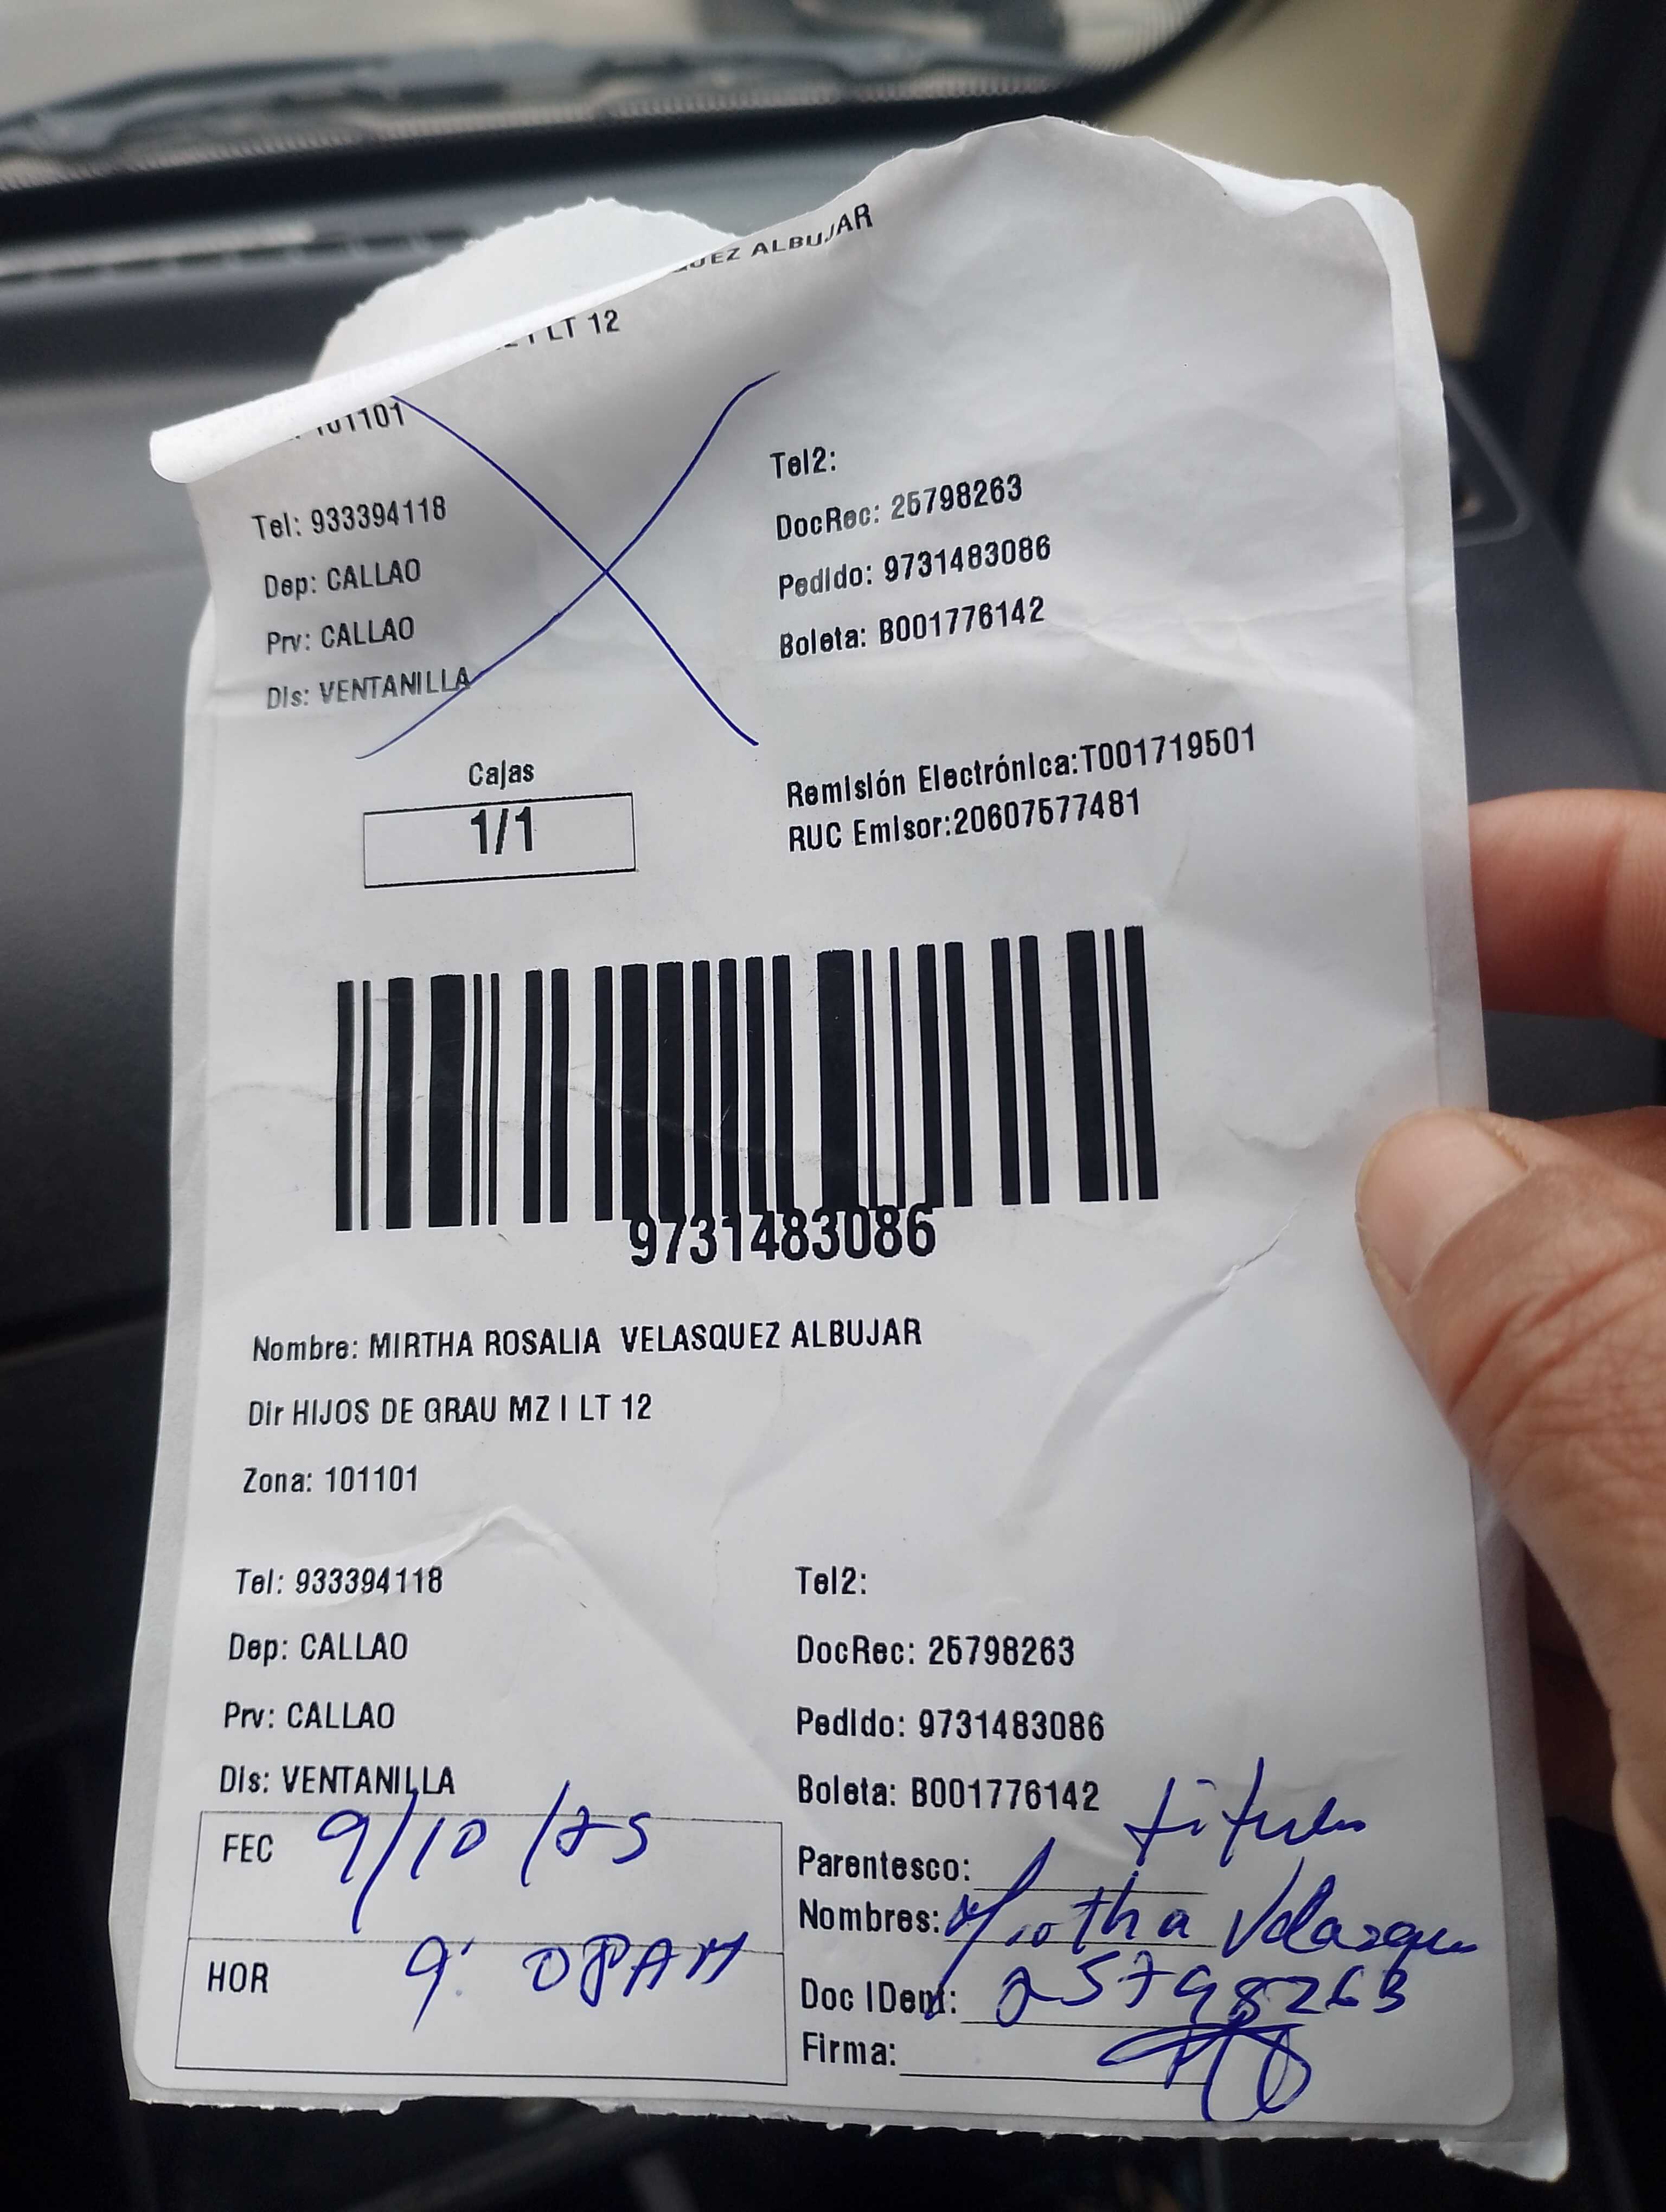 ALBUJAR
LT 12
101101
Tel: 933394118
Tel2:
DocRec: 25798263
Dep: CALLAO
Pedido: 9731483086
Prv: CALLAO
Boleta: B001776142
Dis: VENTANILLA
Cajas
1/1
Remisión Electrónica:T001719501
RUC Emisor:20607577481
9731483086
Nombre: MIRTHA ROSALIA VELASQUEZ ALBUJAR
Dir HIJOS DE GRAU MZ I LT 12
Zona: 101101
Tel: 933394118
Tel2:
Dep: CALLAO
DocRec: 25798263
Prv: CALLAO
Pedido: 9731483086
Dis: VENTANILLA
Boleta: B001776142
FEC 9/10/25
Parentesco: titular
Nombres: Mirtha Velazquez
HOR 9:08AM
Doc IDent: 25798263
Firma: